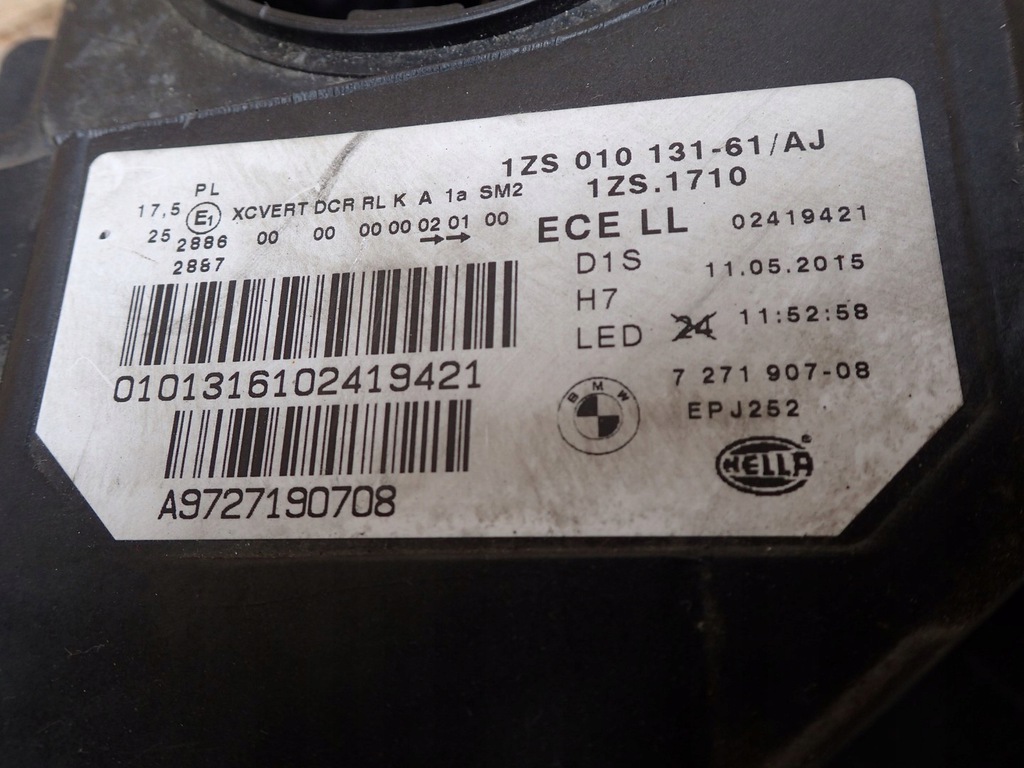 1ZS 010 131-61/AJ
1ZS.1710
PL
17,5 E1 XCVERT DCR RL K A 1a SM2
25 2886 00 00 00 00 02 01 00
2887
ECE LL 02419421
D1S 11.05.2015
H7
LED 24 11:52:58
0101316102419421
7 271 907-08
BMW
EPJ252
HELLA ®
A9727190708